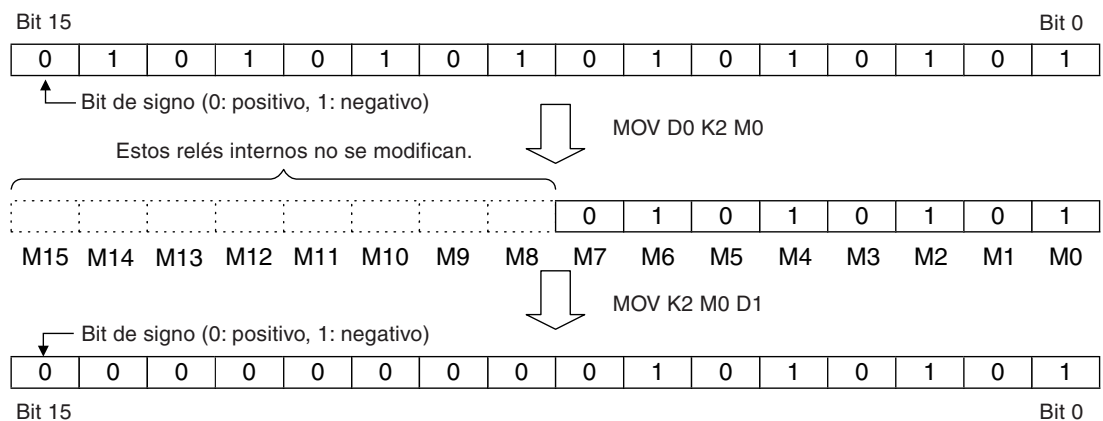 Bit 15 Bit 0
0 1 0 1 0 1 0 1 0 1 0 1 0 1 0 1
Bit de signo (0: positivo, 1: negativo)
MOV D0 K2 M0
Estos relés internos no se modifican.
0 1 0 1 0 1 0 1
M15 M14 M13 M12 M11 M10 M9 M8 M7 M6 M5 M4 M3 M2 M1 M0
MOV K2 M0 D1
Bit de signo (0: positivo, 1: negativo)
0 0 0 0 0 0 0 0 0 1 0 1 0 1 0 1
Bit 15 Bit 0